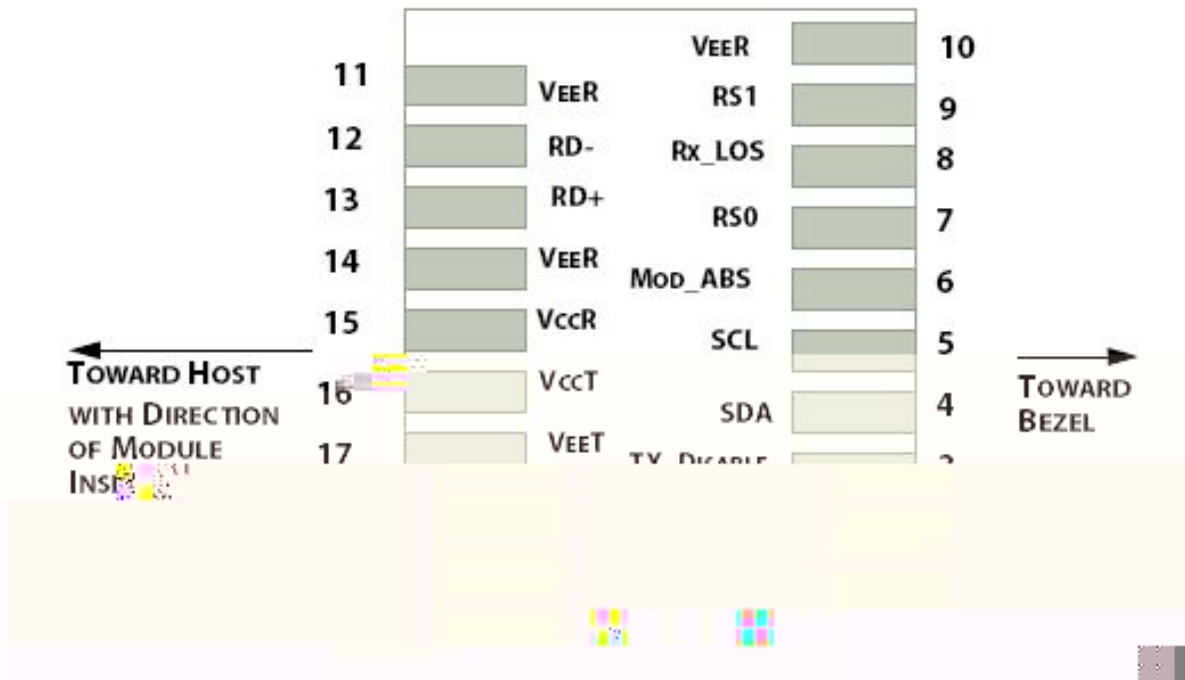 VEER 10
11 VEER
RS1 9
12 RD-
Rx_LOS 8
13 RD+
RS0 7
14 VEER
MOD_ABS 6
15 VCCR
SCL 5
TOWARD HOST
WITH DIRECTION
OF MODULE
16 VCCT
SDA 4
17 VEET
TOWARD
BEZEL